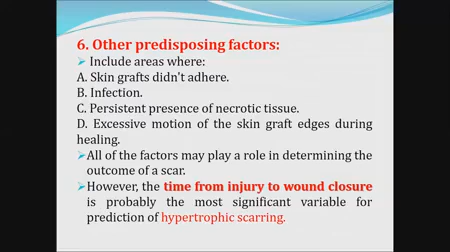 6. Other predisposing factors:
➢ Include areas where:
A. Skin grafts didn't adhere.
B. Infection.
C. Persistent presence of necrotic tissue.
D. Excessive motion of the skin graft edges during
healing.
➢All of the factors may play a role in determining the
outcome of a scar.
➢However, the time from injury to wound closure
is probably the most significant variable for
prediction of hypertrophic scarring.